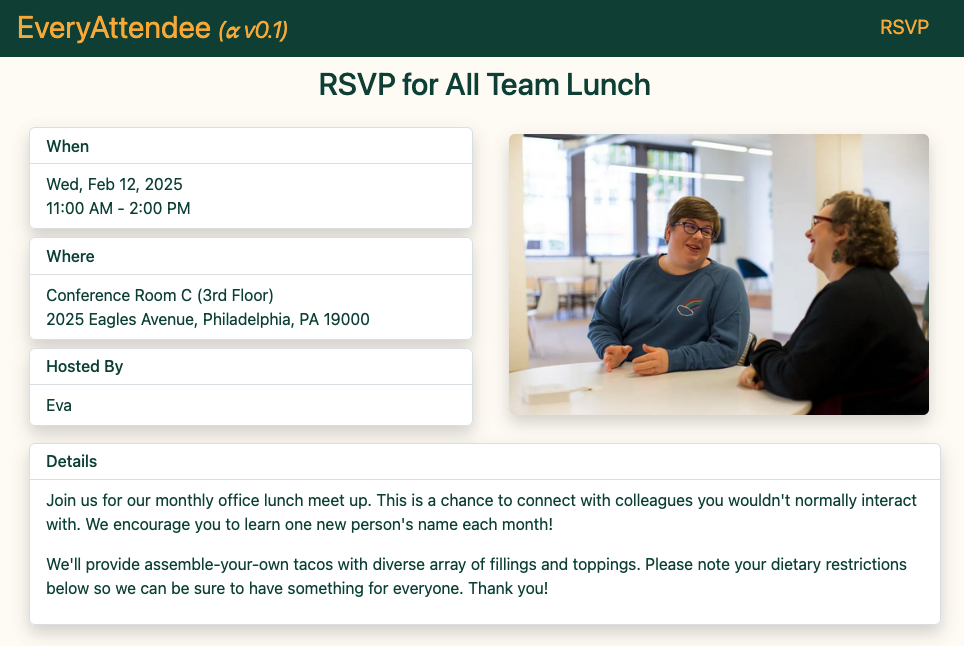 EveryAttendee (α v0.1)
RSVP
RSVP for All Team Lunch
When
Wed, Feb 12, 2025
11:00 AM - 2:00 PM
Where
Conference Room C (3rd Floor)
2025 Eagles Avenue, Philadelphia, PA 19000
Hosted By
Eva
Details
Join us for our monthly office lunch meet up. This is a chance to connect with colleagues you wouldn't normally interact
with. We encourage you to learn one new person's name each month!
We'll provide assemble-your-own tacos with diverse array of fillings and toppings. Please note your dietary restrictions
below so we can be sure to have something for everyone. Thank you!